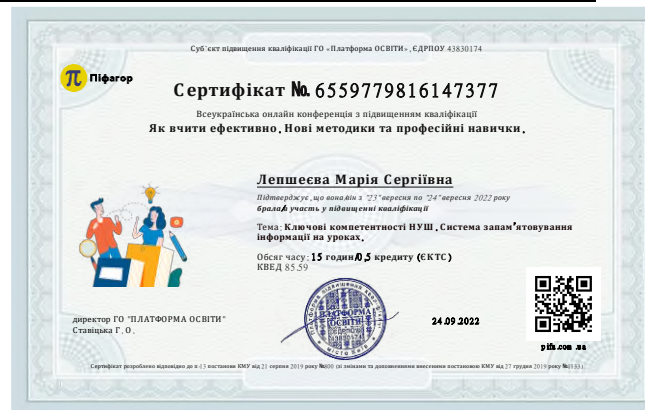 Суб'єкт підвищення кваліфікації ГО «Платформа ОСВІТИ», ЄДРПОУ 43830174
π Піфагор
Сертифікат №. 6559779816147377
Всеукраїнська онлайн конференція з підвищенням кваліфікації
Як вчити ефективно. Нові методики та професійні навички.
Лепшеєва Марія Сергіївна
Підтверджує, що вона/він з "23" вересня по "24" вересня 2022 року
брала/в участь у підвищенні кваліфікації
Тема: Ключові компетентності НУШ. Система запам'ятовування
інформації на уроках.
Обсяг часу: 15 годин/0,5 кредиту (ЄКТС)
КВЕД 85.59
директор ГО "ПЛАТФОРМА ОСВІТИ"
Ставіцька Г. О.
ПЛАТФОРМА
ОСВІТИ
24.09.2022
pifa.com.ua
Сертифікат розроблено відповідно до п 13 постанови КМУ від 21 серпня 2019 року №800 (зі змінами та доповненнями внесеними постановою КМУ від 27 грудня 2019 року №1133).